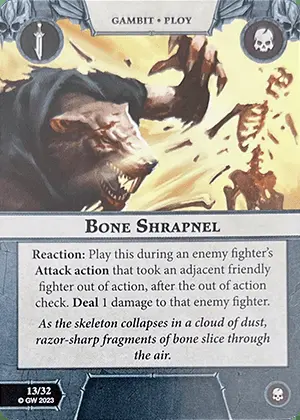 GAMBIT • PLOY
BONE SHRAPNEL
Reaction: Play this during an enemy fighter's
Attack action that took an adjacent friendly
fighter out of action, after the out of action
check. Deal 1 damage to that enemy fighter.
As the skeleton collapses in a cloud of dust,
razor-sharp fragments of bone slice through
the air.
13/32
© GW 2023